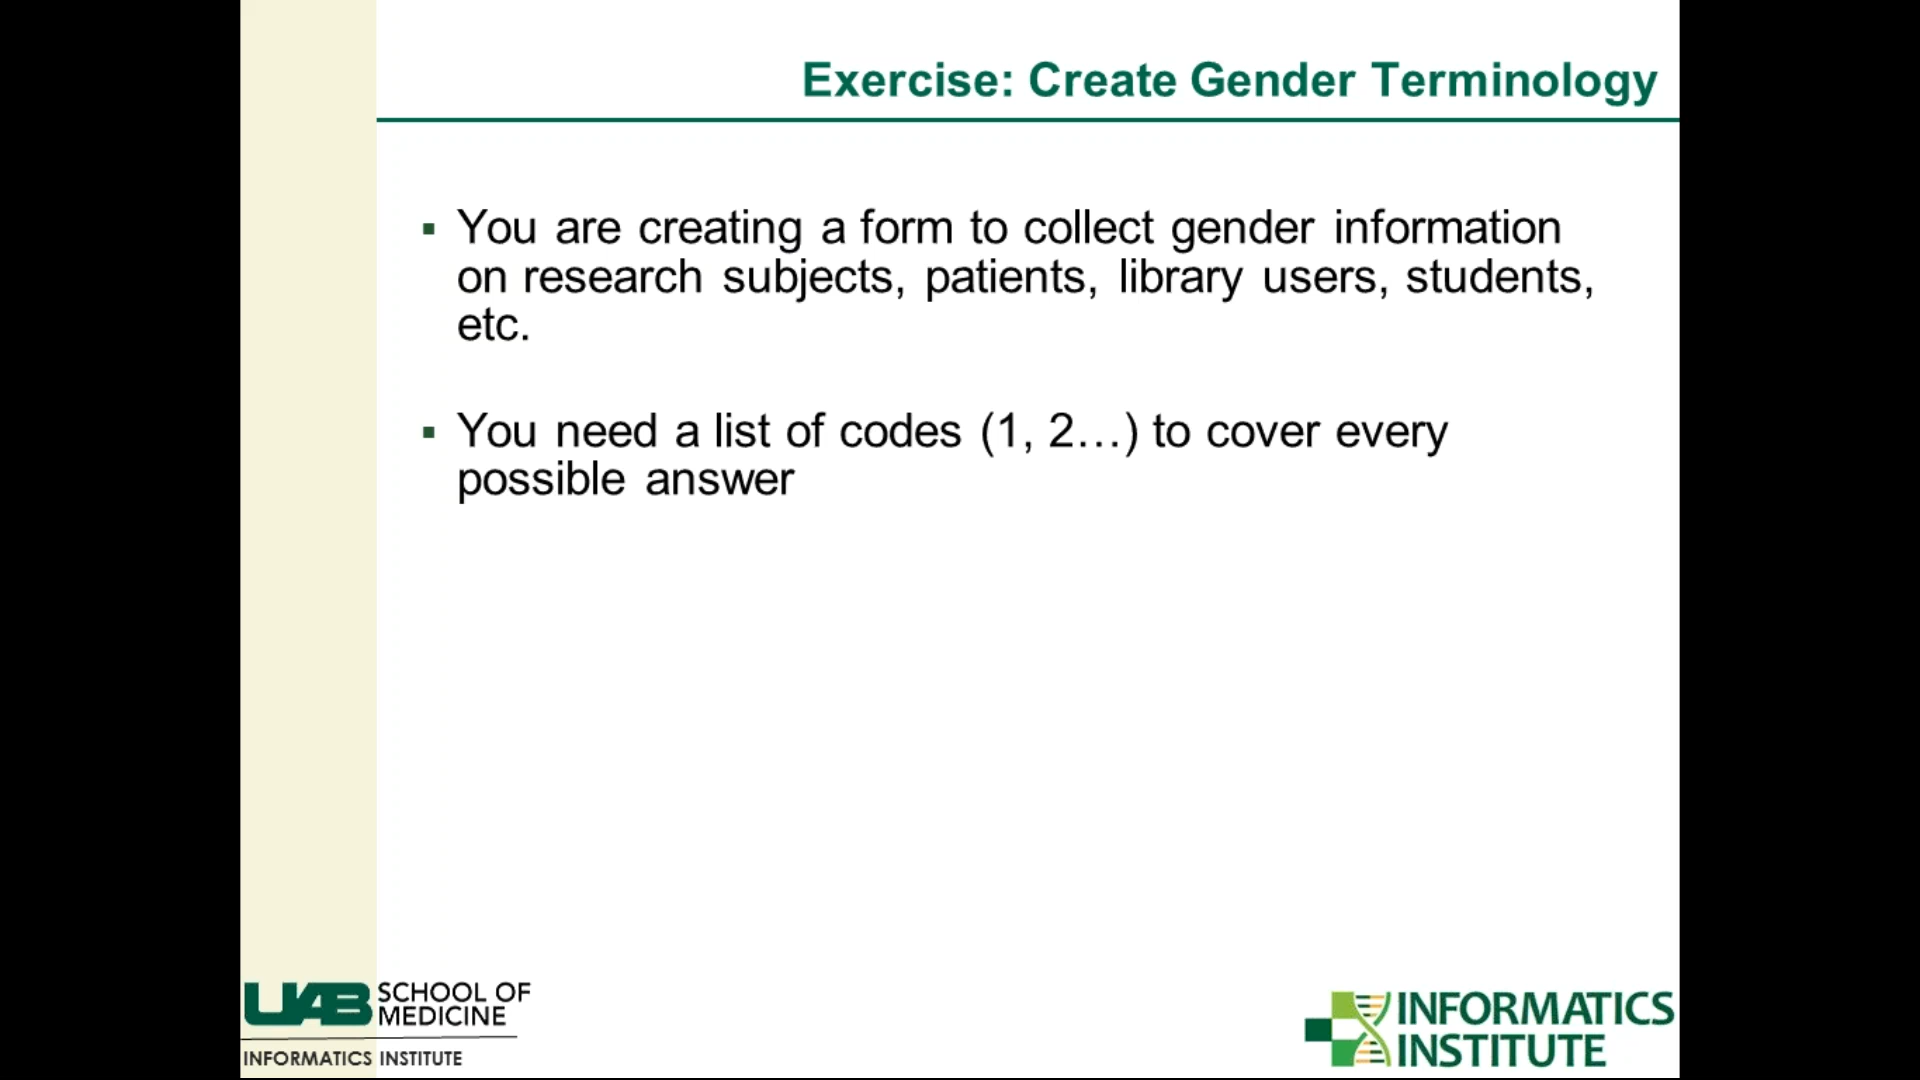 Exercise: Create Gender Terminology
▪ You are creating a form to collect gender information
on research subjects, patients, library users, students,
etc.
▪ You need a list of codes (1, 2…) to cover every
possible answer
UAB SCHOOL OF
MEDICINE
INFORMATICS INSTITUTE
INFORMATICS
INSTITUTE